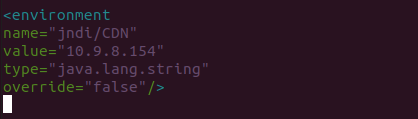 <environment
name="jndi/CDN"
value="10.9.8.154"
type="java.lang.string"
override="false"/>